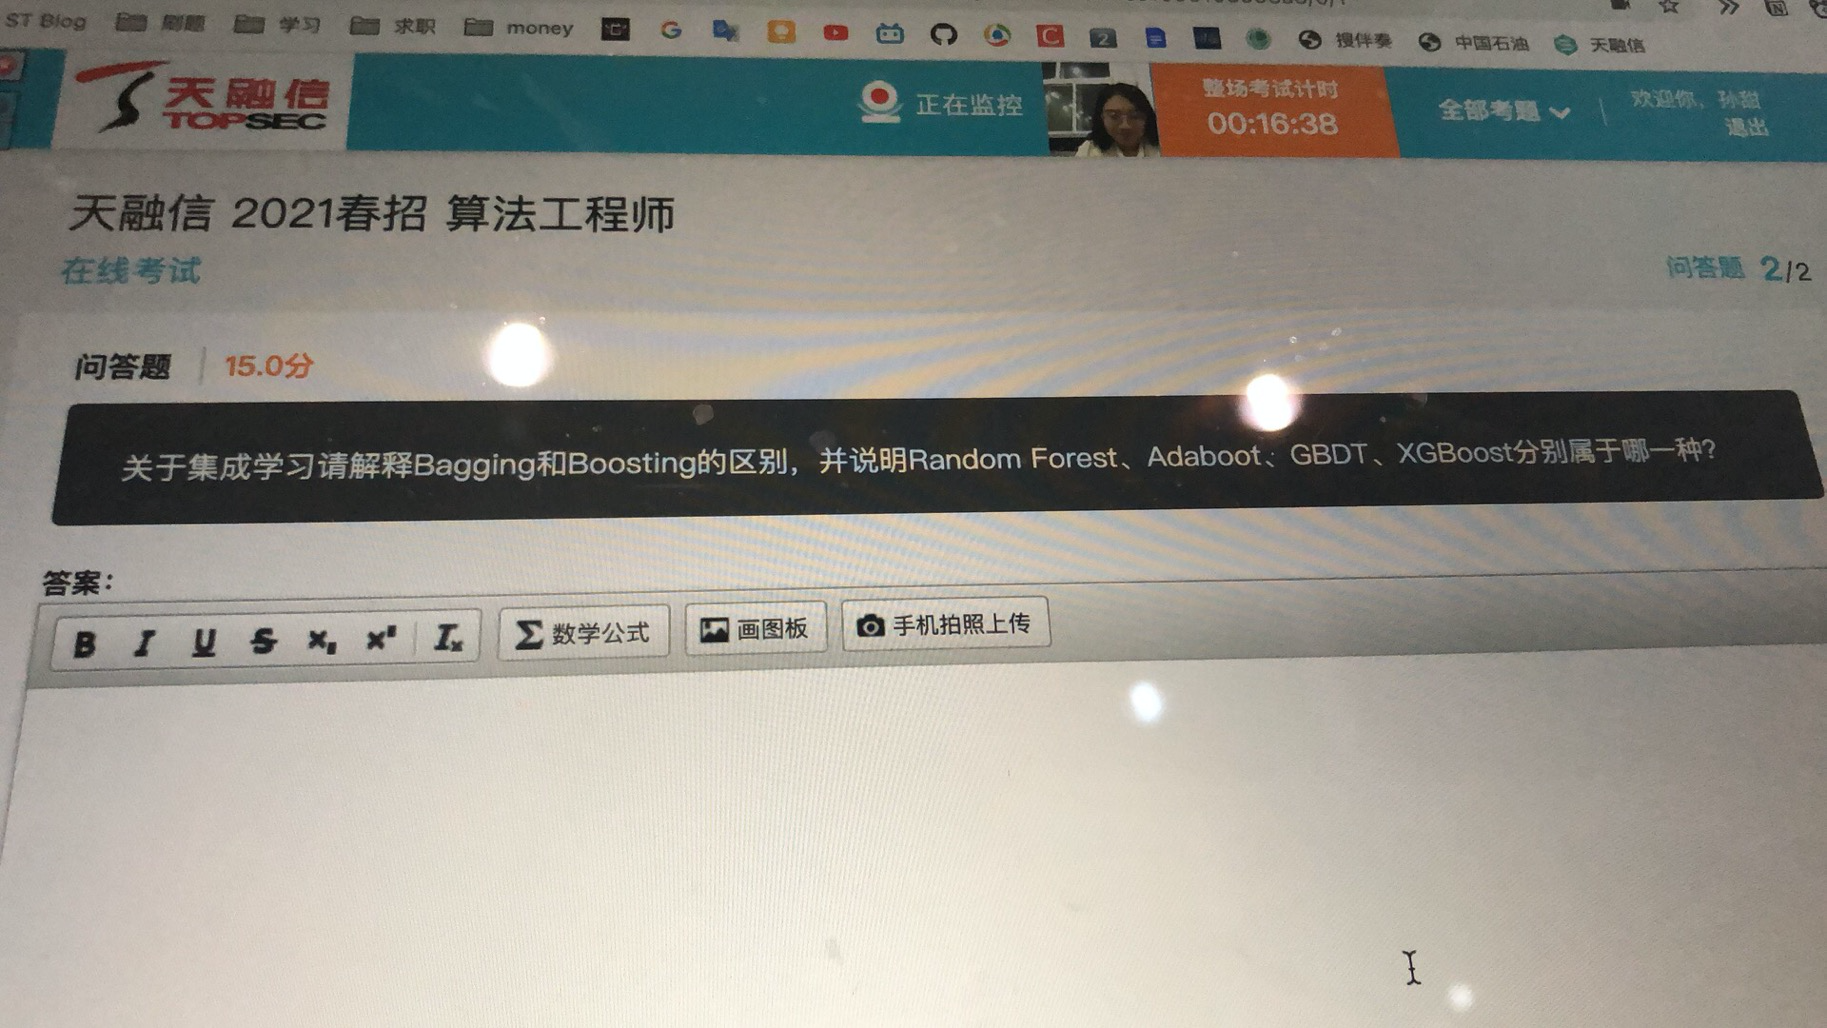 ST Blog 刷题 学习 求职 money 搜伴奏 中国石油 天融信
天融信
TOPSEC
正在监控
整场考试计时
00:16:38
全部考题
欢迎你，孙甜
退出
天融信 2021春招 算法工程师
在线考试
问答题 2/2
问答题 15.0分
关于集成学习请解释Bagging和Boosting的区别，并说明Random Forest、Adaboot、GBDT、XGBoost分别属于哪一种?
答案：
B I U S x₁ x² Ix Σ 数学公式 画图板 手机拍照上传